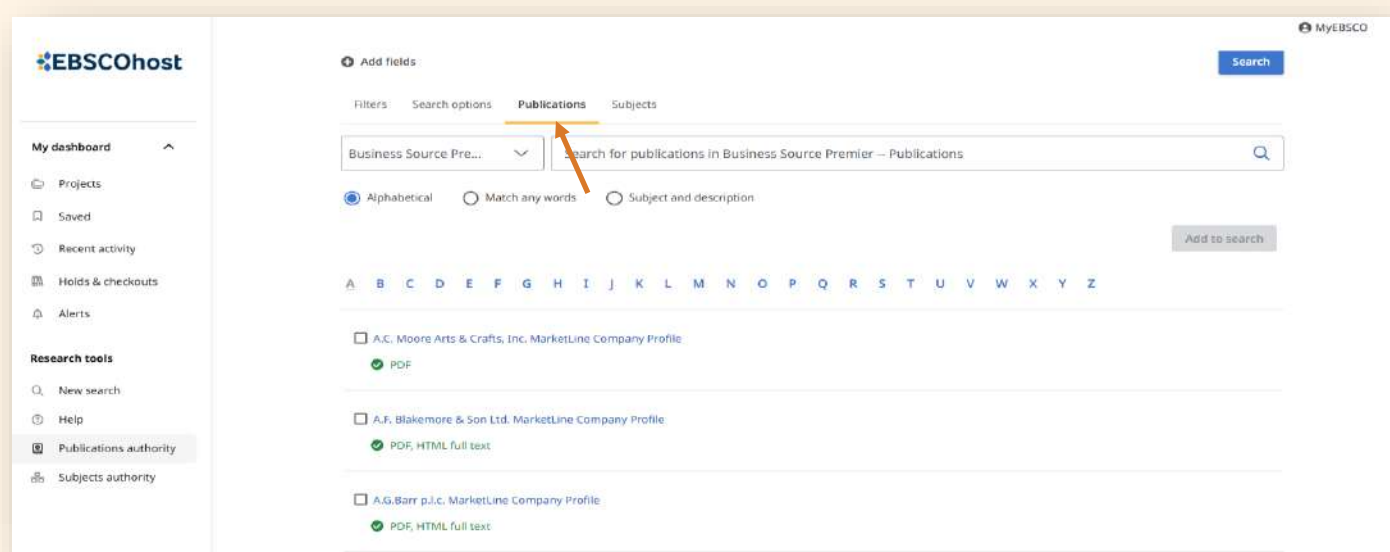 MyEBSCO
EBSCOhost
Add fields
Search
Filters Search options Publications Subjects
My dashboard
Business Source Pre...
Search for publications in Business Source Premier -- Publications
Projects
Alphabetical Match any words Subject and description
Saved
Add to search
Recent activity
Holds & checkouts
A B C D E F G H I J K L M N O P Q R S T U V W X Y Z
Alerts
A.C. Moore Arts & Crafts, Inc. MarketLine Company Profile
Research tools
PDF
New search
Help
A.F. Blakemore & Son Ltd. MarketLine Company Profile
Publications authority
PDF, HTML full text
Subjects authority
A.G.Barr p.l.c. MarketLine Company Profile
PDF, HTML full text